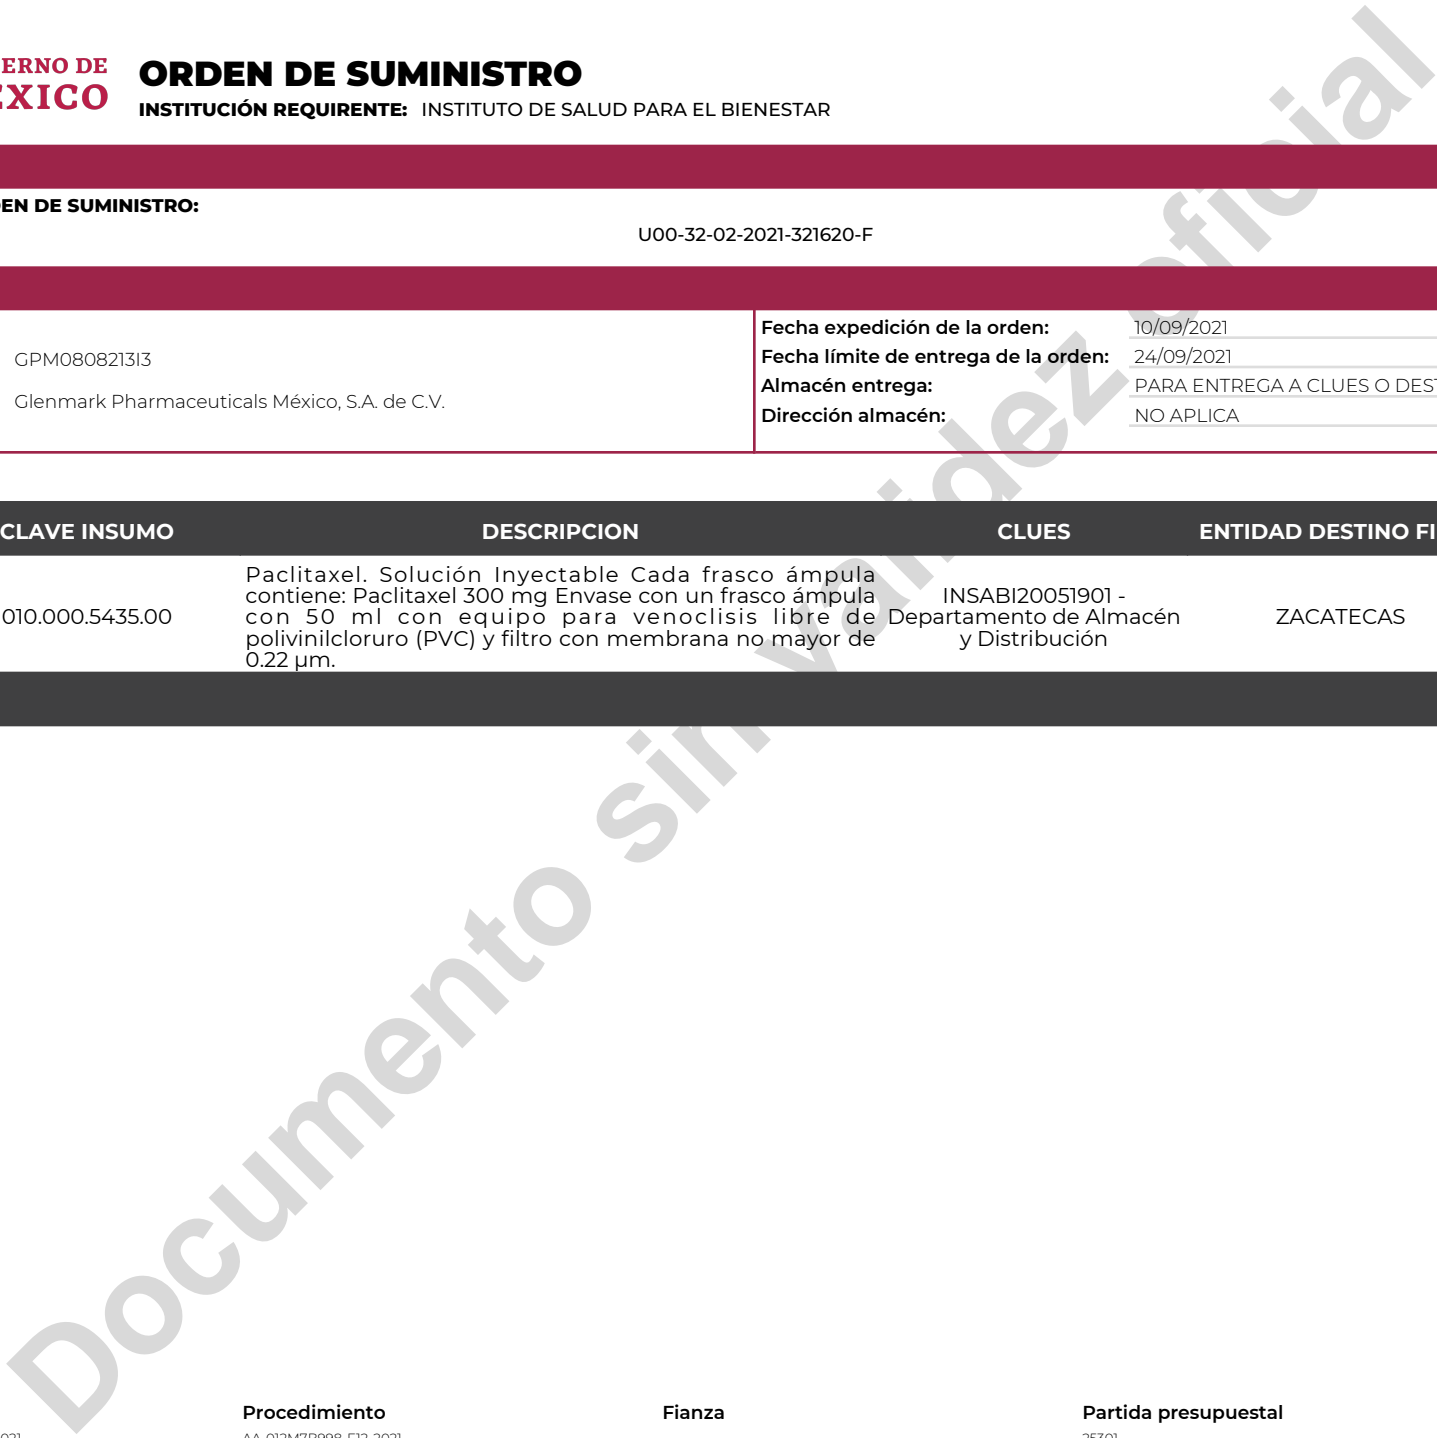 ERNO DE
ÉXICO
ORDEN DE SUMINISTRO
INSTITUCIÓN REQUIRENTE: INSTITUTO DE SALUD PARA EL BIENESTAR
EN DE SUMINISTRO:
U00-32-02-2021-321620-F
GPM0808213I3
Glenmark Pharmaceuticals México, S.A. de C.V.
Fecha expedición de la orden: 10/09/2021
Fecha límite de entrega de la orden: 24/09/2021
Almacén entrega: PARA ENTREGA A CLUES O DEST
Dirección almacén: NO APLICA
CLAVE INSUMO DESCRIPCION CLUES ENTIDAD DESTINO FI
010.000.5435.00
Paclitaxel. Solución Inyectable Cada frasco ámpula
contiene: Paclitaxel 300 mg Envase con un frasco ámpula
con 50 ml con equipo para venoclisis libre de
polivinilcloruro (PVC) y filtro con membrana no mayor de
0.22 µm.
INSABI20051901 -
Departamento de Almacén
y Distribución
ZACATECAS
Documento sin validez oficial
Procedimiento Fianza Partida presupuestal